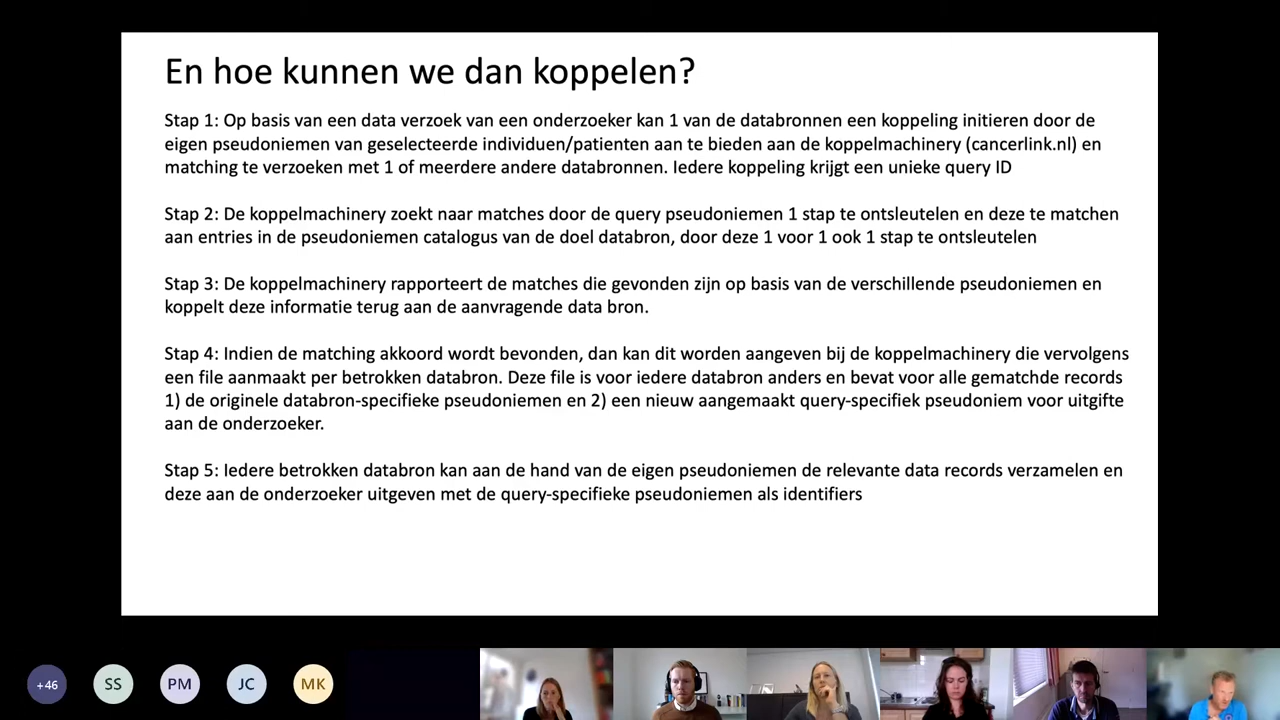 En hoe kunnen we dan koppelen?
Stap 1: Op basis van een data verzoek van een onderzoeker kan 1 van de databronnen een koppeling initieren door de
eigen pseudoniemen van geselecteerde individuen/patienten aan te bieden aan de koppelmachinery (cancerlink.nl) en
matching te verzoeken met 1 of meerdere andere databronnen. Iedere koppeling krijgt een unieke query ID
Stap 2: De koppelmachinery zoekt naar matches door de query pseudoniemen 1 stap te ontsleutelen en deze te matchen
aan entries in de pseudoniemen catalogus van de doel databron, door deze 1 voor 1 ook 1 stap te ontsleutelen
Stap 3: De koppelmachinery rapporteert de matches die gevonden zijn op basis van de verschillende pseudoniemen en
koppelt deze informatie terug aan de aanvragende data bron.
Stap 4: Indien de matching akkoord wordt bevonden, dan kan dit worden aangeven bij de koppelmachinery die vervolgens
een file aanmaakt per betrokken databron. Deze file is voor iedere databron anders en bevat voor alle gematchde records
1) de originele databron-specifieke pseudoniemen en 2) een nieuw aangemaakt query-specifiek pseudoniem voor uitgifte
aan de onderzoeker.
Stap 5: Iedere betrokken databron kan aan de hand van de eigen pseudoniemen de relevante data records verzamelen en
deze aan de onderzoeker uitgeven met de query-specifieke pseudoniemen als identifiers
+46 SS PM JC MK